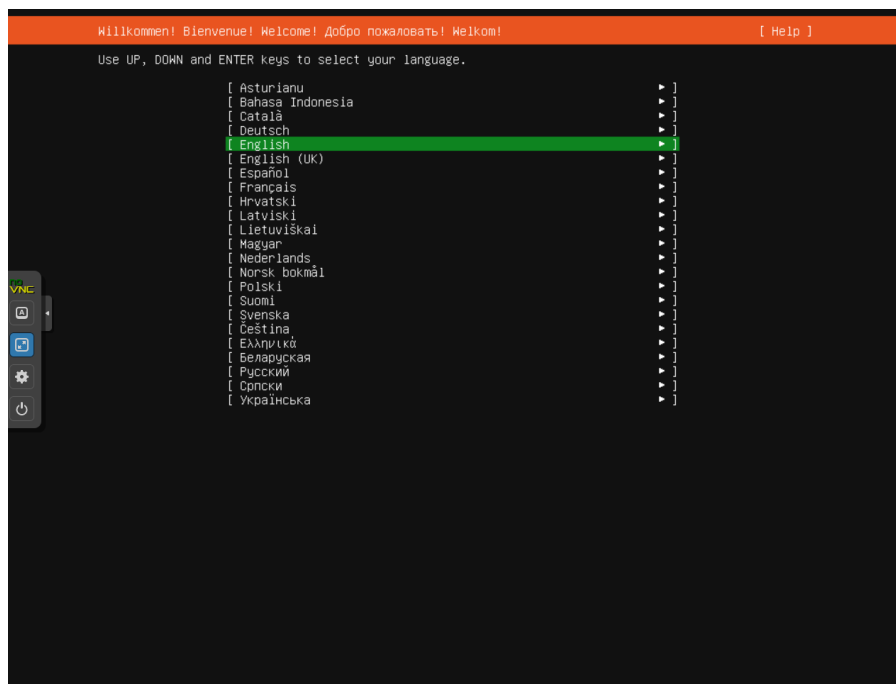 Willkommen! Bienvenue! Welcome! Добро пожаловать! Welkom! [ Help ]
Use UP, DOWN and ENTER keys to select your language.
[ Asturianu ▸ ]
[ Bahasa Indonesia ▸ ]
[ Català ▸ ]
[ Deutsch ▸ ]
[ English ▸ ]
[ English (UK) ▸ ]
[ Español ▸ ]
[ Français ▸ ]
[ Hrvatski ▸ ]
[ Latviski ▸ ]
[ Lietuviškai ▸ ]
[ Magyar ▸ ]
[ Nederlands ▸ ]
[ Norsk bokmål ▸ ]
[ Polski ▸ ]
[ Suomi ▸ ]
[ Svenska ▸ ]
[ Čeština ▸ ]
[ Ελληνικά ▸ ]
[ Беларуская ▸ ]
[ Русский ▸ ]
[ Српски ▸ ]
[ Українська ▸ ]
no
VNC
A